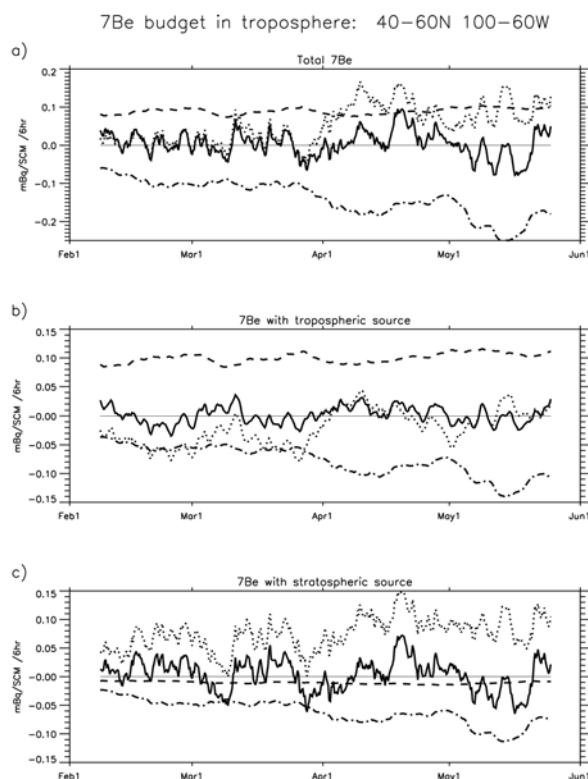 7Be budget in troposphere: 40-60N 100-60W
a)
Total 7Be
0.2
0.1
0.0
-0.1
-0.2
mBq/SCM /6hr
Feb1 Mar1 Apr1 May1 Jun1
b)
7Be with tropospheric source
0.15
0.10
0.05
-0.00
-0.05
-0.10
-0.15
mBq/SCM /6hr
Feb1 Mar1 Apr1 May1 Jun1
c)
7Be with stratospheric source
0.15
0.10
0.05
-0.00
-0.05
-0.10
-0.15
mBq/SCM /6hr
Feb1 Mar1 Apr1 May1 Jun1